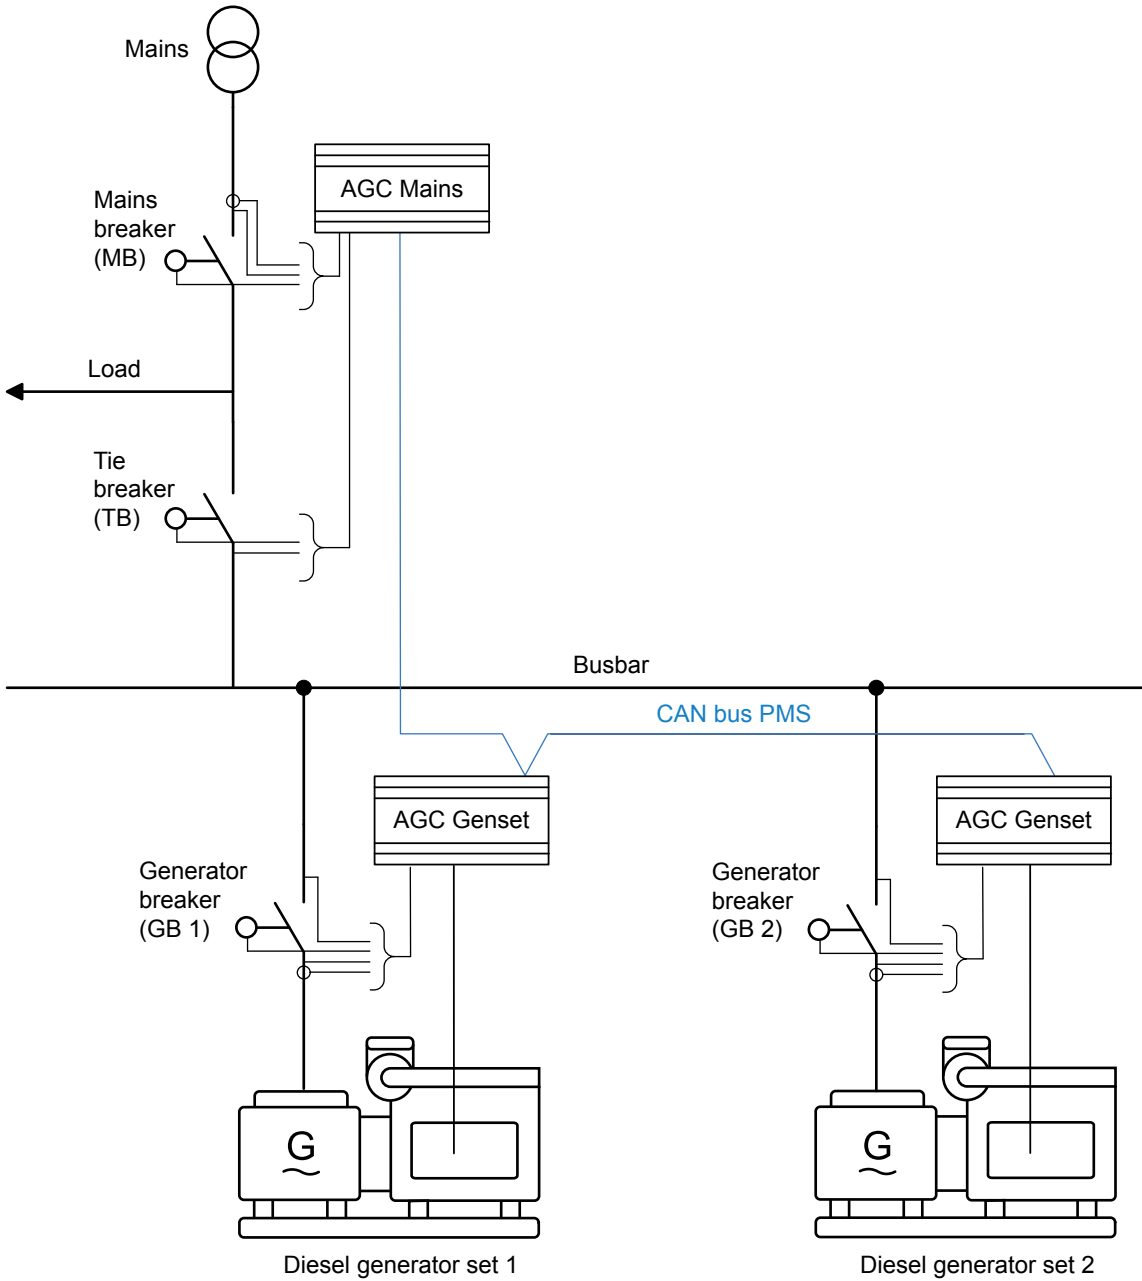 Mains
AGC Mains
Mains
breaker
(MB)
Load
Tie
breaker
(TB)
Busbar
CAN bus PMS
AGC Genset
AGC Genset
Generator
breaker
(GB 1)
Generator
breaker
(GB 2)
G
G
Diesel generator set 1
Diesel generator set 2